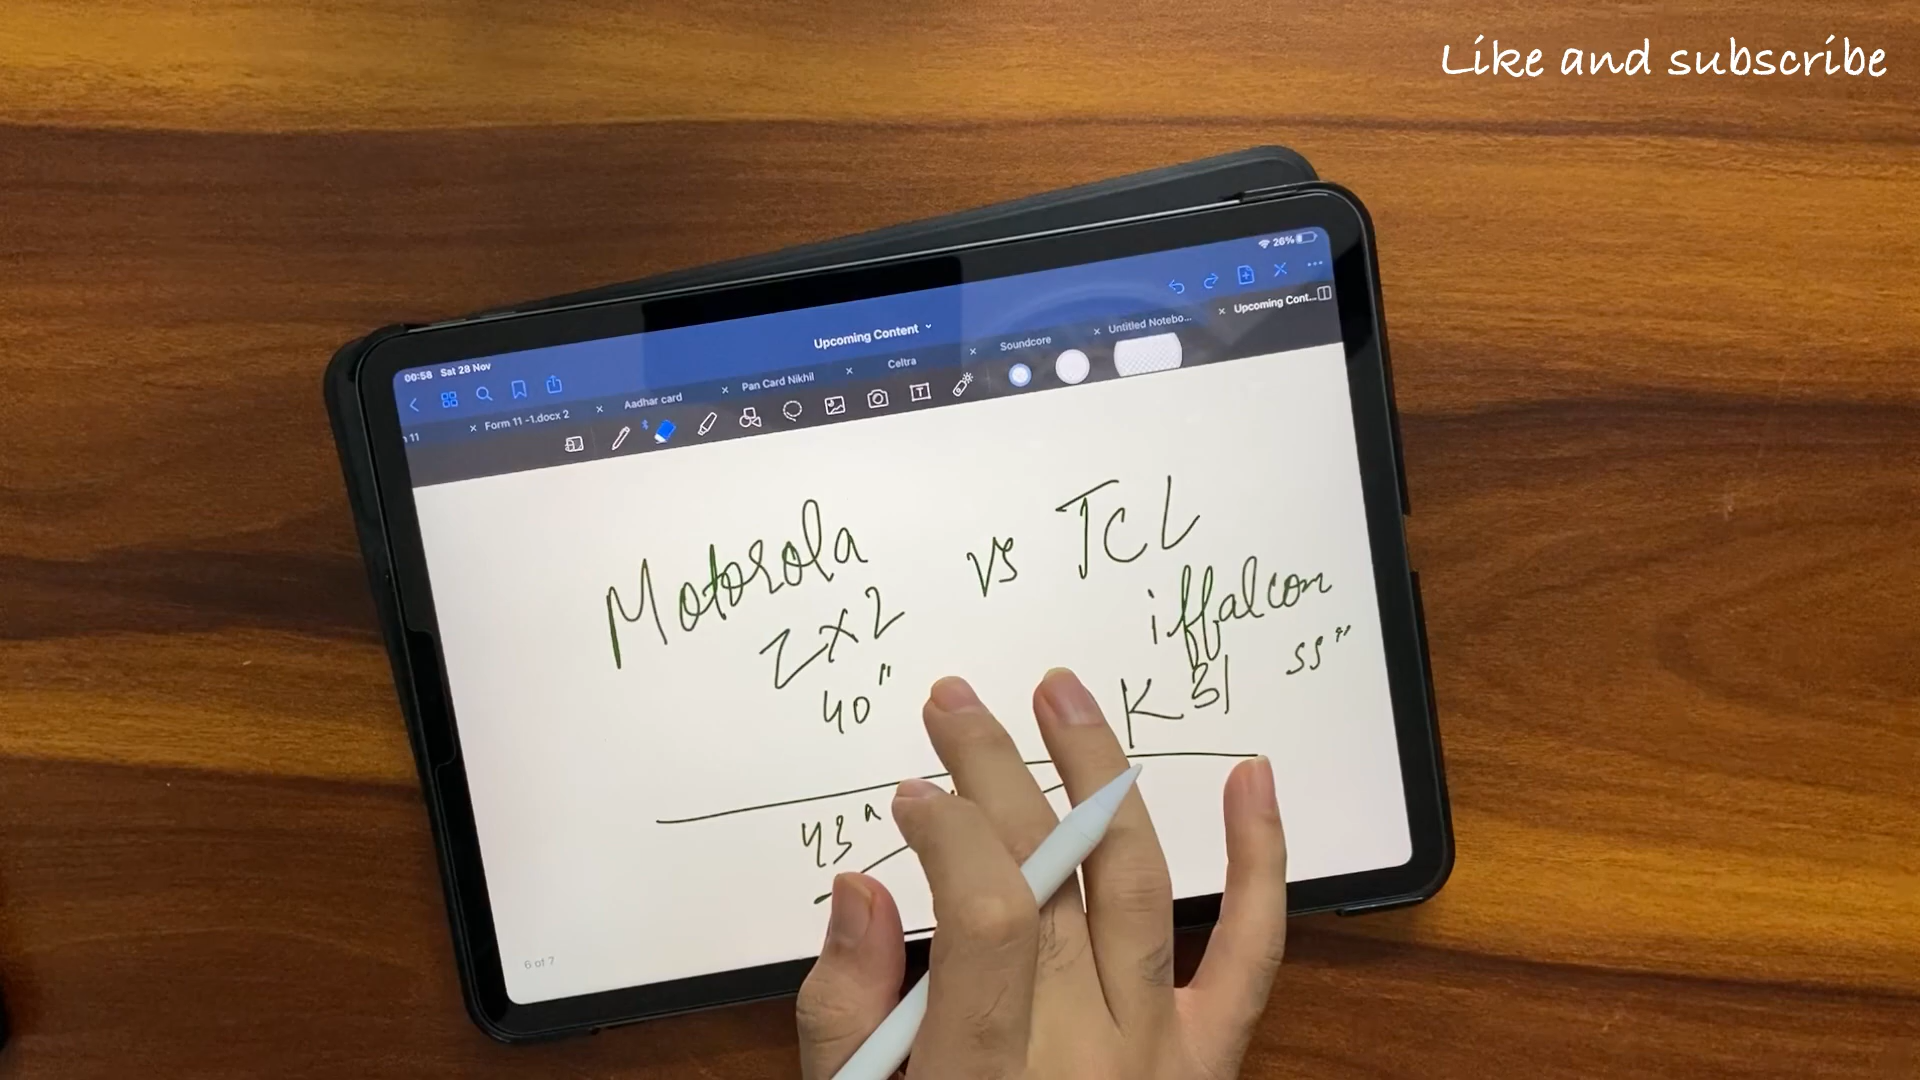 Like and subscribe
26%
00:58 Sat 28 Nov
Upcoming Content
11
Form 11 -1.docx 2
Aadhar card
Pan Card Nikhil
Celtra
Soundcore
Untitled Notebo...
Upcoming Cont...
Motorola vs TCL
ZX2 iffalcon
40" K31 55"
43"
6 of 7